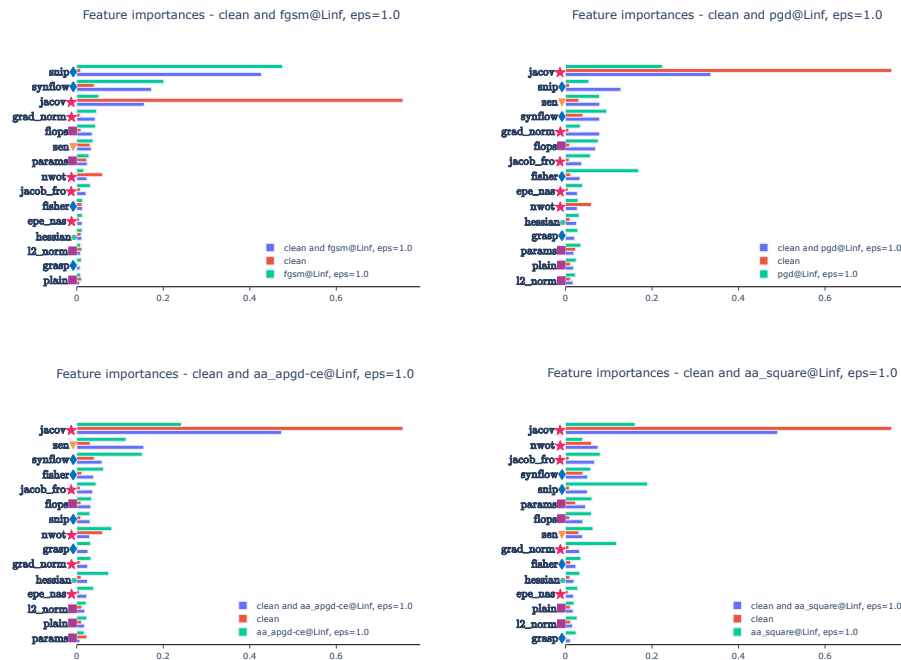 Feature importances - clean and fgsm@Linf, eps=1.0
snip
synflow
jacov
grad_norm
flops
zen
params
nwot
jacob_fro
fisher
epe_nas
hessian
l2_norm
grasp
plain
clean and fgsm@Linf, eps=1.0
clean
fgsm@Linf, eps=1.0
0
0.2
0.4
0.6
Feature importances - clean and pgd@Linf, eps=1.0
jacov
snip
zen
synflow
grad_norm
flops
jacob_fro
fisher
epe_nas
nwot
hessian
grasp
params
plain
l2_norm
clean and pgd@Linf, eps=1.0
clean
pgd@Linf, eps=1.0
0
0.2
0.4
0.6
Feature importances - clean and aa_apgd-ce@Linf, eps=1.0
jacov
zen
synflow
fisher
jacob_fro
flops
snip
nwot
grasp
grad_norm
hessian
epe_nas
l2_norm
plain
params
clean and aa_apgd-ce@Linf, eps=1.0
clean
aa_apgd-ce@Linf, eps=1.0
0
0.2
0.4
0.6
Feature importances - clean and aa_square@Linf, eps=1.0
jacov
nwot
jacob_fro
synflow
snip
params
flops
zen
grad_norm
fisher
hessian
epe_nas
plain
l2_norm
grasp
clean and aa_square@Linf, eps=1.0
clean
aa_square@Linf, eps=1.0
0
0.2
0.4
0.6